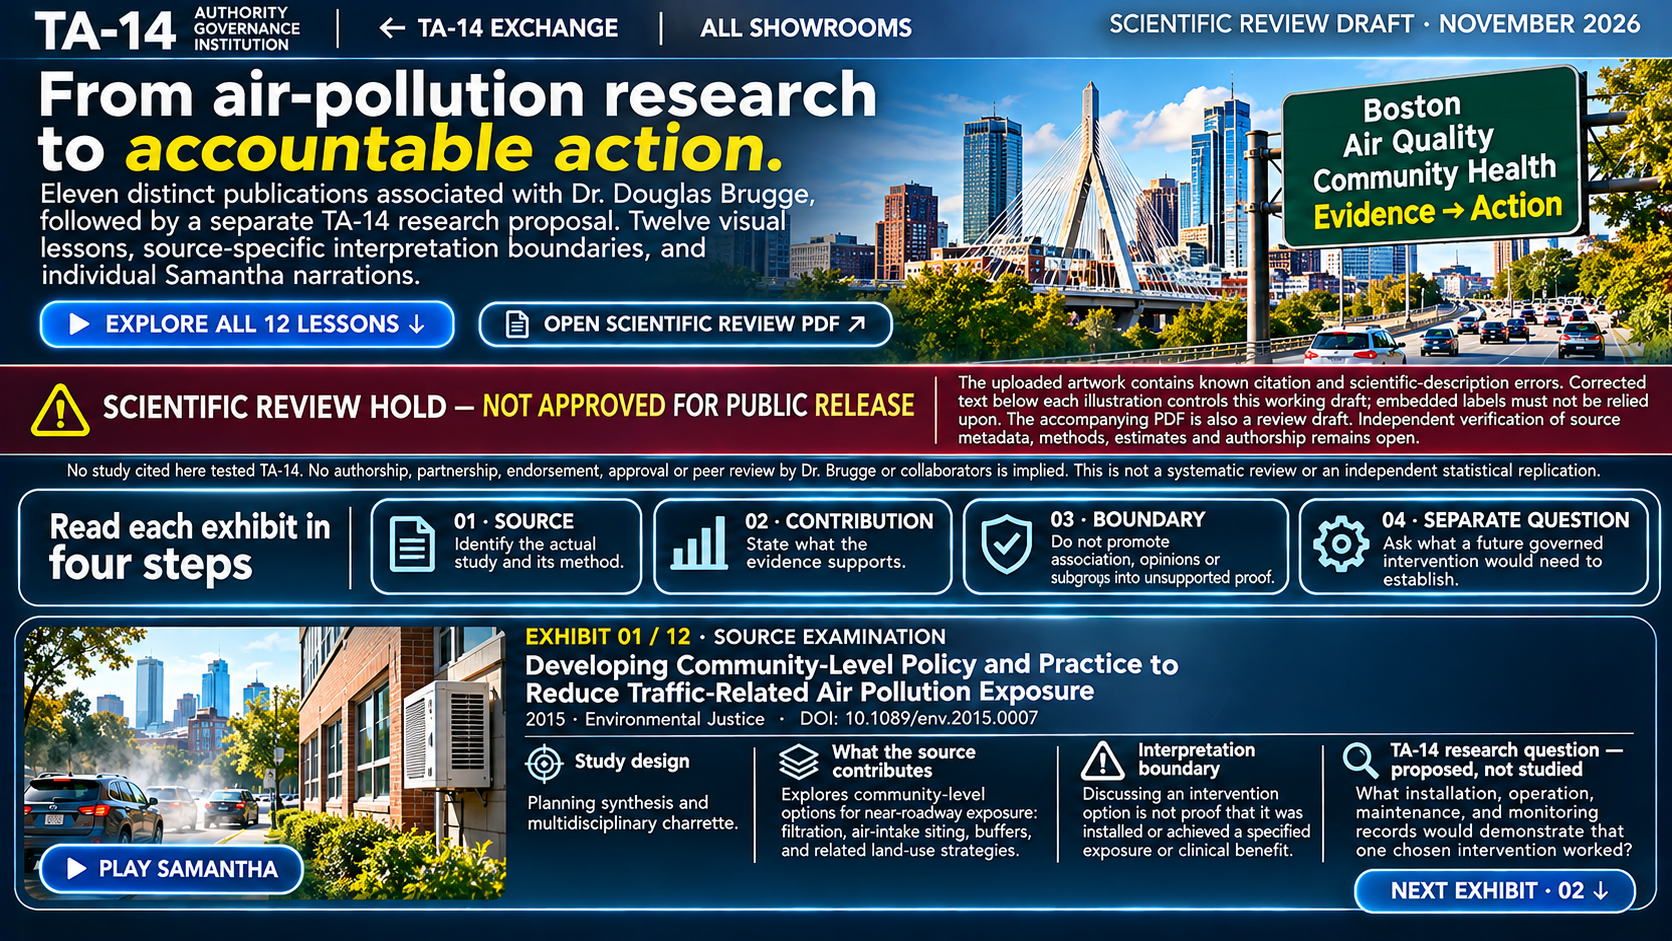 TA-14
AUTHORITY
GOVERNANCE
INSTITUTION
← TA-14 EXCHANGE
ALL SHOWROOMS
SCIENTIFIC REVIEW DRAFT · NOVEMBER 2026
From air-pollution research
to accountable action.
Eleven distinct publications associated with Dr. Douglas Brugge,
followed by a separate TA-14 research proposal. Twelve visual
lessons, source-specific interpretation boundaries, and
individual Samantha narrations.
EXPLORE ALL 12 LESSONS ↓
OPEN SCIENTIFIC REVIEW PDF ↗
Boston
Air Quality
Community Health
Evidence → Action
SCIENTIFIC REVIEW HOLD — NOT APPROVED FOR PUBLIC RELEASE
The uploaded artwork contains known citation and scientific-description errors. Corrected
text below each illustration controls this working draft; embedded labels must not be relied
upon. The accompanying PDF is also a review draft. Independent verification of source
metadata, methods, estimates and authorship remains open.
No study cited here tested TA-14. No authorship, partnership, endorsement, approval or peer review by Dr. Brugge or collaborators is implied. This is not a systematic review or an independent statistical replication.
Read each exhibit in
four steps
01 · SOURCE
Identify the actual
study and its method.
02 · CONTRIBUTION
State what the
evidence supports.
03 · BOUNDARY
Do not promote
association, opinions or
subgroups into unsupported proof.
04 · SEPARATE QUESTION
Ask what a future governed
intervention would need to
establish.
EXHIBIT 01 / 12 · SOURCE EXAMINATION
Developing Community-Level Policy and Practice to
Reduce Traffic-Related Air Pollution Exposure
2015 · Environmental Justice · DOI: 10.1089/env.2015.0007
Study design
Planning synthesis and
multidisciplinary charrette.
What the source
contributes
Explores community-level
options for near-roadway exposure:
filtration, air-intake siting, buffers,
and related land-use strategies.
Interpretation
boundary
Discussing an intervention
option is not proof that it was
installed or achieved a specified
exposure or clinical benefit.
TA-14 research question —
proposed, not studied
What installation, operation,
maintenance, and monitoring
records would demonstrate that
one chosen intervention worked?
PLAY SAMANTHA
NEXT EXHIBIT · 02 ↓